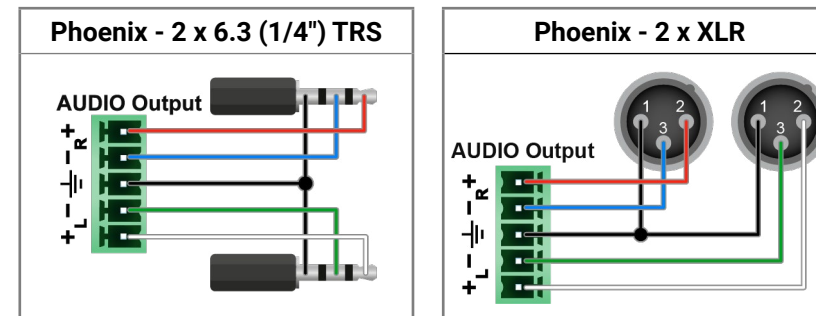 Phoenix - 2 x 6.3 (1/4") TRS
AUDIO Output
+
R
-
-
L
+
Phoenix - 2 x XLR
1 2
3
1 2
3
AUDIO Output
+
R
-
-
L
+